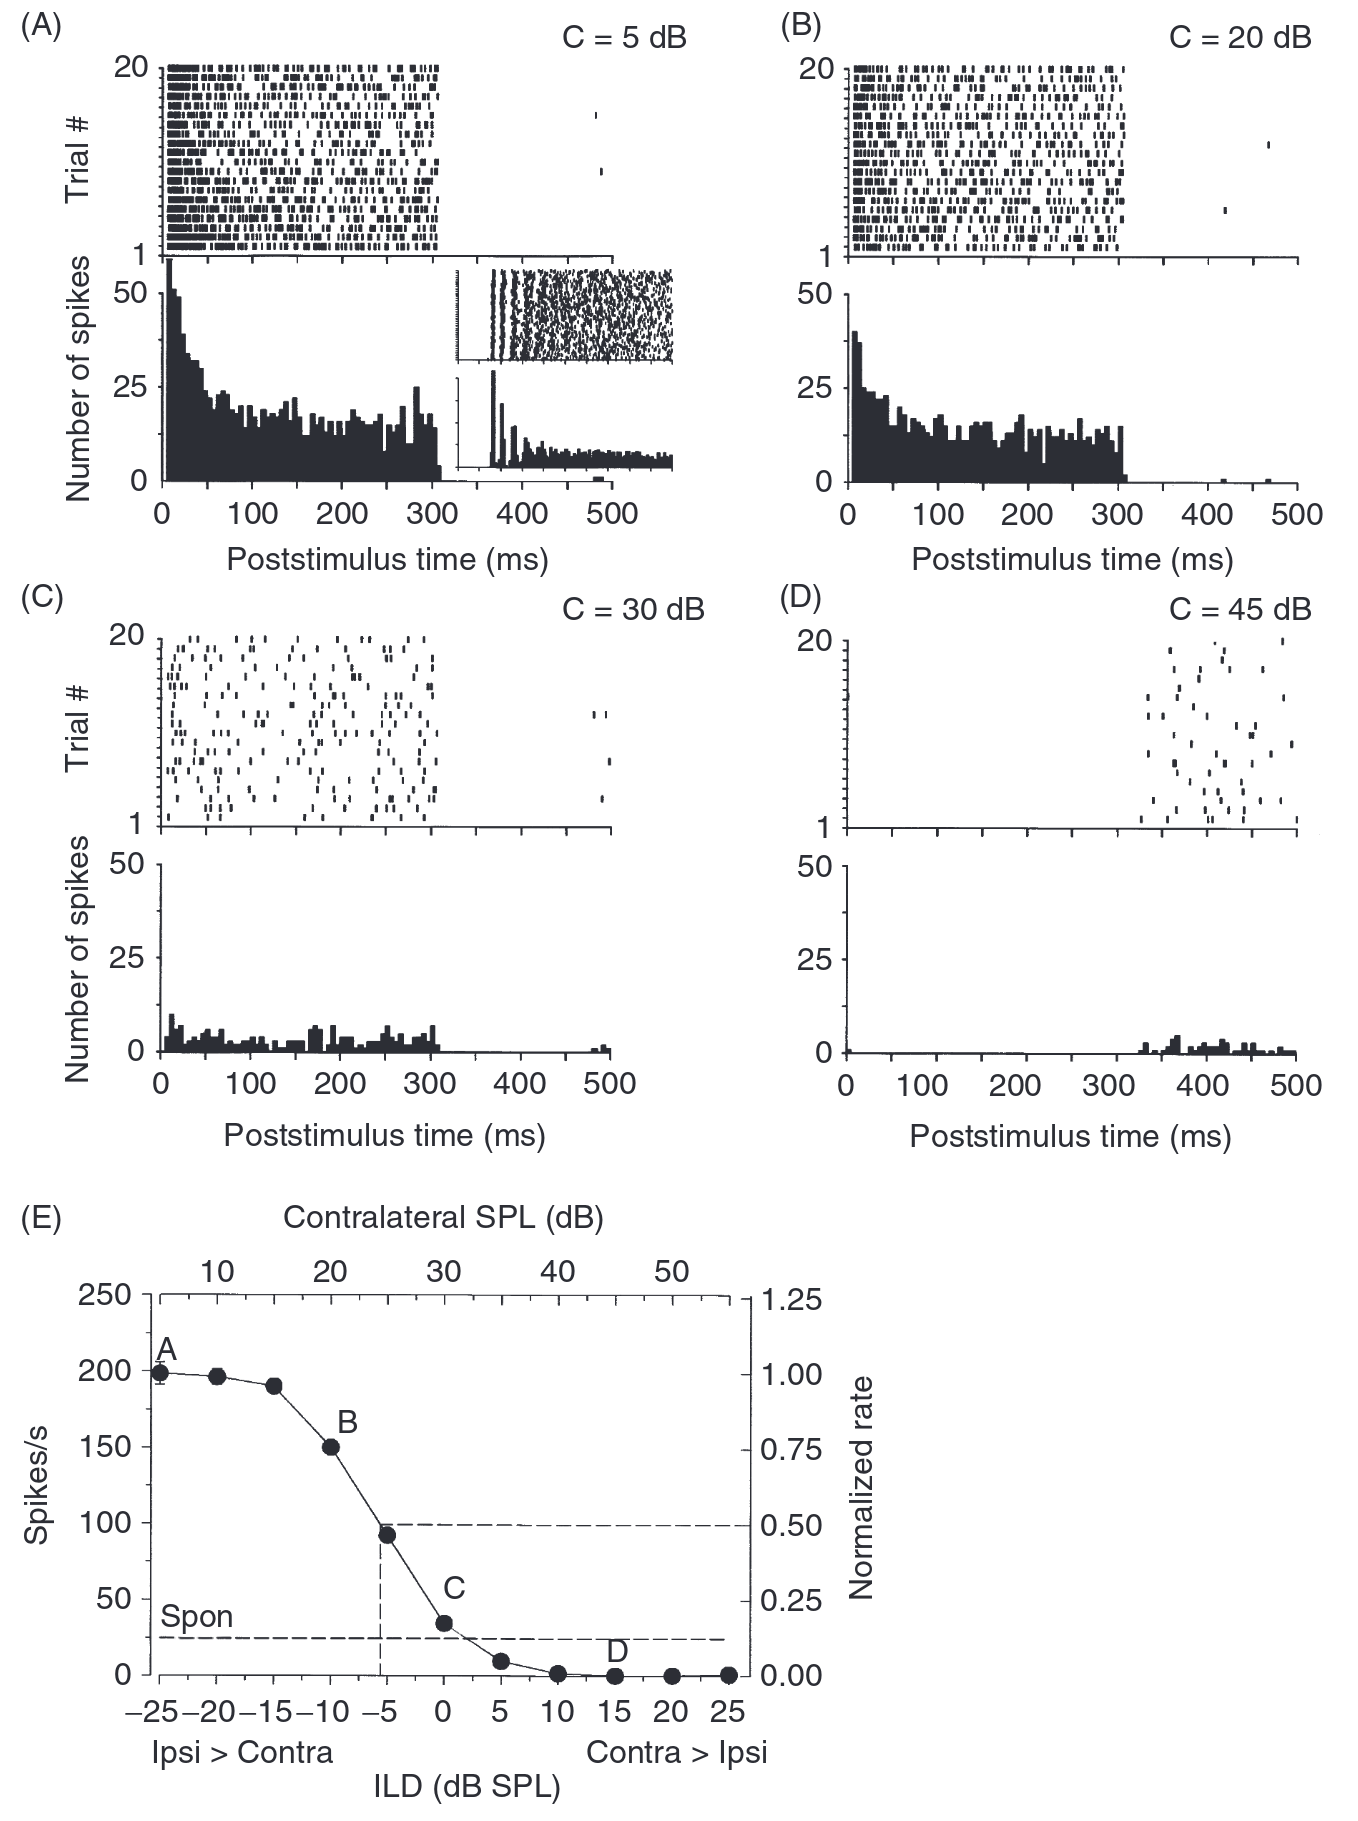 (A)
C = 5 dB
20
Trial #
1
50
25
0
Number of spikes
0 100 200 300 400 500
Poststimulus time (ms)
(B)
C = 20 dB
20
1
50
25
0
0 100 200 300 400 500
Poststimulus time (ms)
(C)
C = 30 dB
20
Trial #
1
50
25
0
Number of spikes
0 100 200 300 400 500
Poststimulus time (ms)
(D)
C = 45 dB
20
1
50
25
0
0 100 200 300 400 500
Poststimulus time (ms)
(E)
Contralateral SPL (dB)
10 20 30 40 50
250
200
150
100
50
0
Spikes/s
A
B
C
D
Spon
1.25
1.00
0.75
0.50
0.25
0.00
Normalized rate
−25 −20 −15 −10 −5 0 5 10 15 20 25
Ipsi > Contra Contra > Ipsi
ILD (dB SPL)